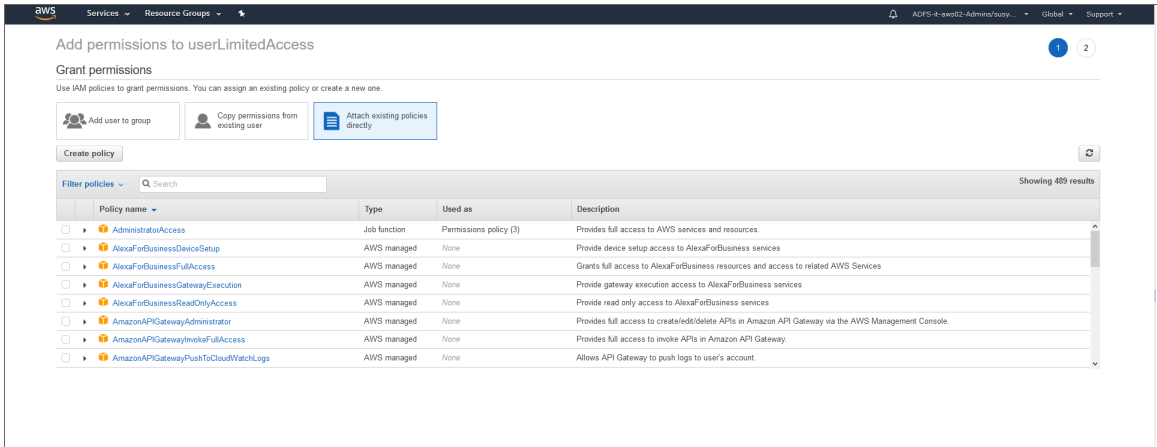 aws Services Resource Groups ADFS-it-aws02-Admins/susy,... Global Support
Add permissions to userLimitedAccess
1 2
Grant permissions
Use IAM policies to grant permissions. You can assign an existing policy or create a new one.
Add user to group
Copy permissions from
existing user
Attach existing policies
directly
Create policy
Filter policies Search Showing 489 results
Policy name Type Used as Description
AdministratorAccess Job function Permissions policy (3) Provides full access to AWS services and resources.
AlexaForBusinessDeviceSetup AWS managed None Provide device setup access to AlexaForBusiness services
AlexaForBusinessFullAccess AWS managed None Grants full access to AlexaForBusiness resources and access to related AWS Services
AlexaForBusinessGatewayExecution AWS managed None Provide gateway execution access to AlexaForBusiness services
AlexaForBusinessReadOnlyAccess AWS managed None Provide read only access to AlexaForBusiness services
AmazonAPIGatewayAdministrator AWS managed None Provides full access to create/edit/delete APIs in Amazon API Gateway via the AWS Management Console.
AmazonAPIGatewayInvokeFullAccess AWS managed None Provides full access to invoke APIs in Amazon API Gateway.
AmazonAPIGatewayPushToCloudWatchLogs AWS managed None Allows API Gateway to push logs to user's account.